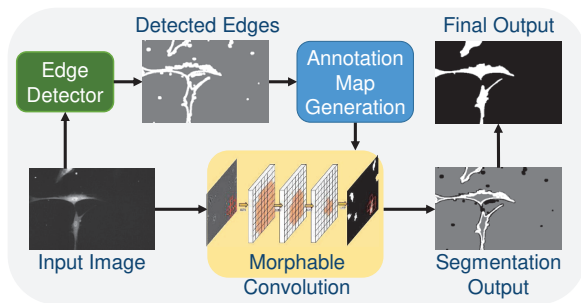 Detected Edges
Final Output
Edge
Detector
Annotation
Map
Generation
Input Image
Morphable
Convolution
Segmentation
Output